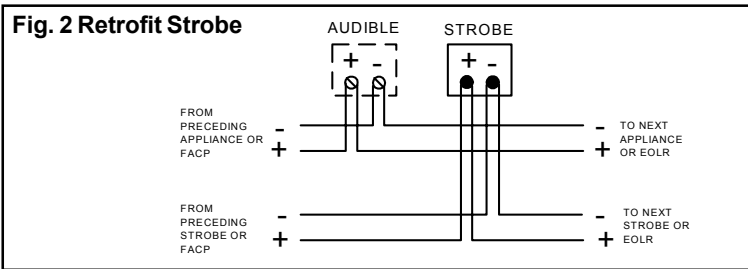 Fig. 2 Retrofit Strobe
AUDIBLE
STROBE
+ -
+ -
FROM
PRECEDING
APPLIANCE OR
FACP
-
+
-
+
TO NEXT
APPLIANCE
OR EOLR
FROM
PRECEDING
STROBE OR
FACP
-
+
-
+
TO NEXT
STROBE OR
EOLR